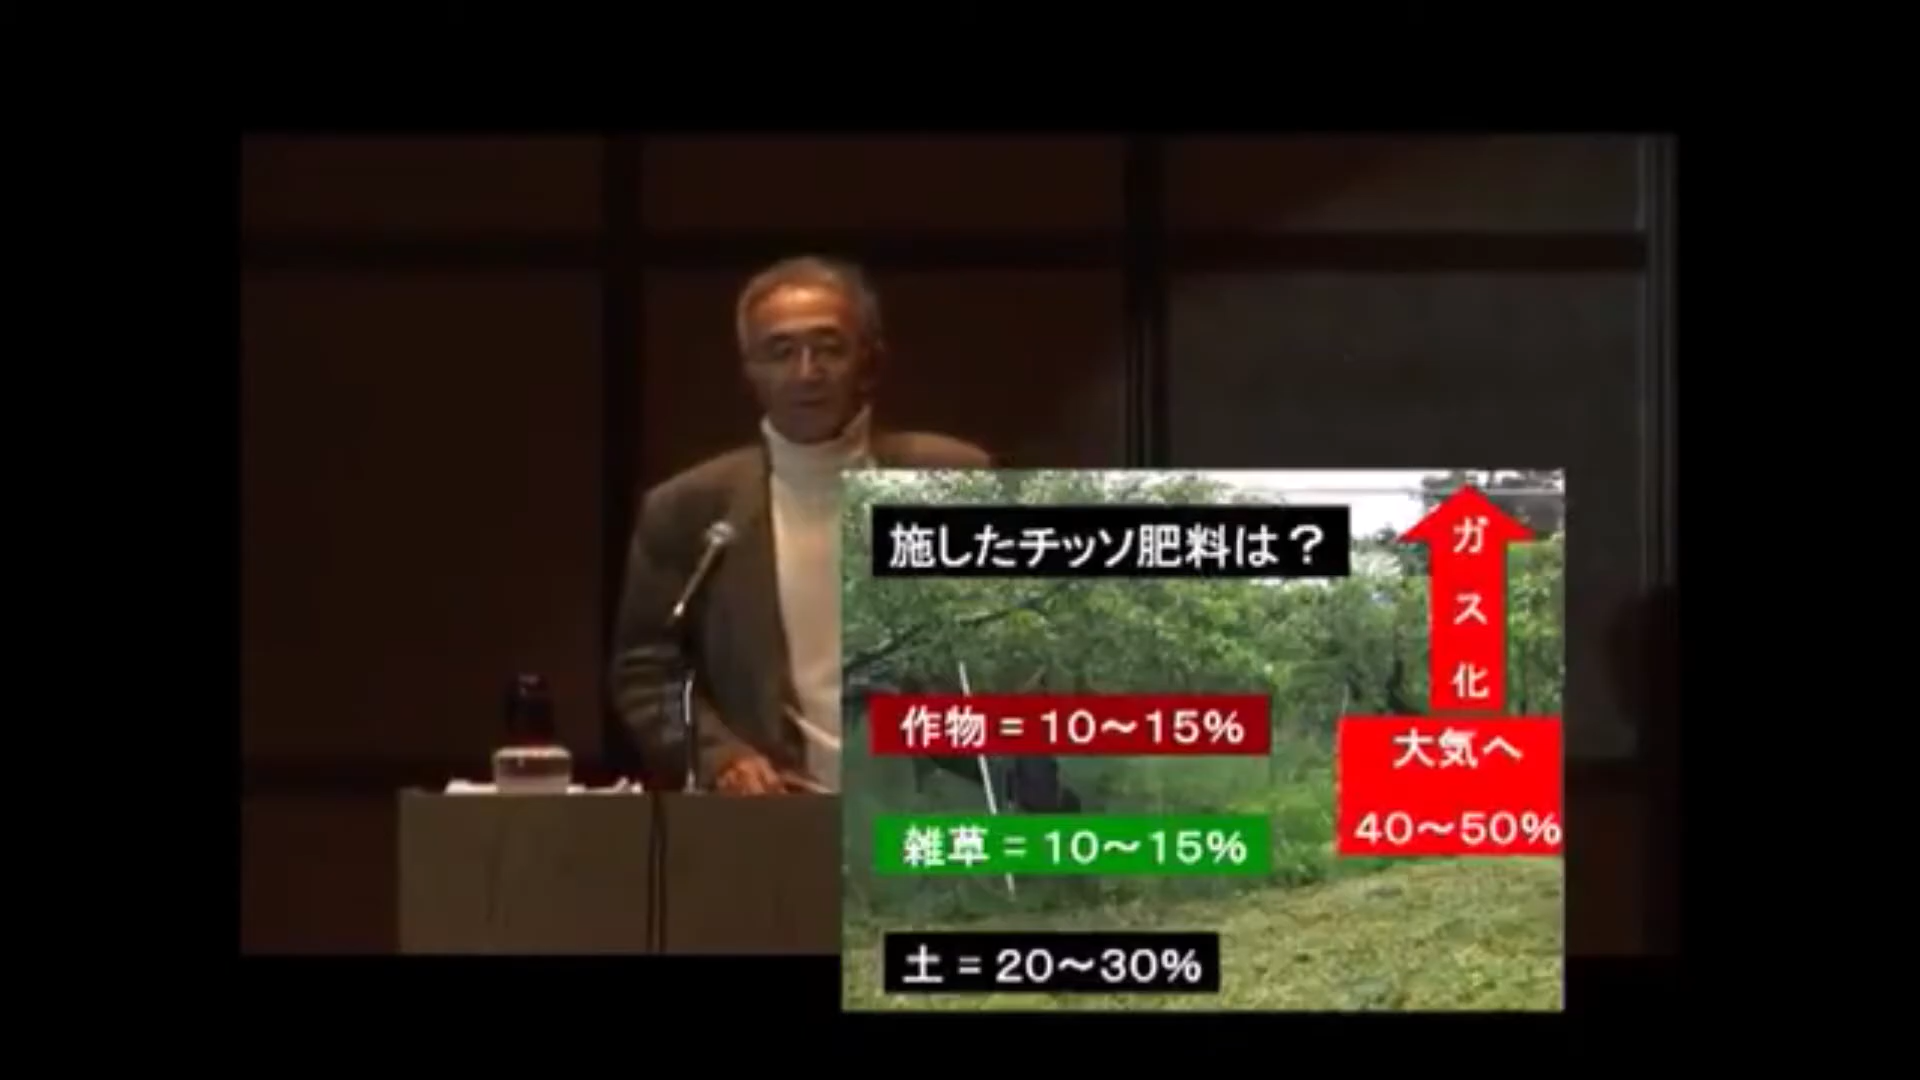 施したチッソ肥料は？
ガス化
作物 = 10～15%
大気へ
40～50%
雑草 = 10～15%
土 = 20～30%